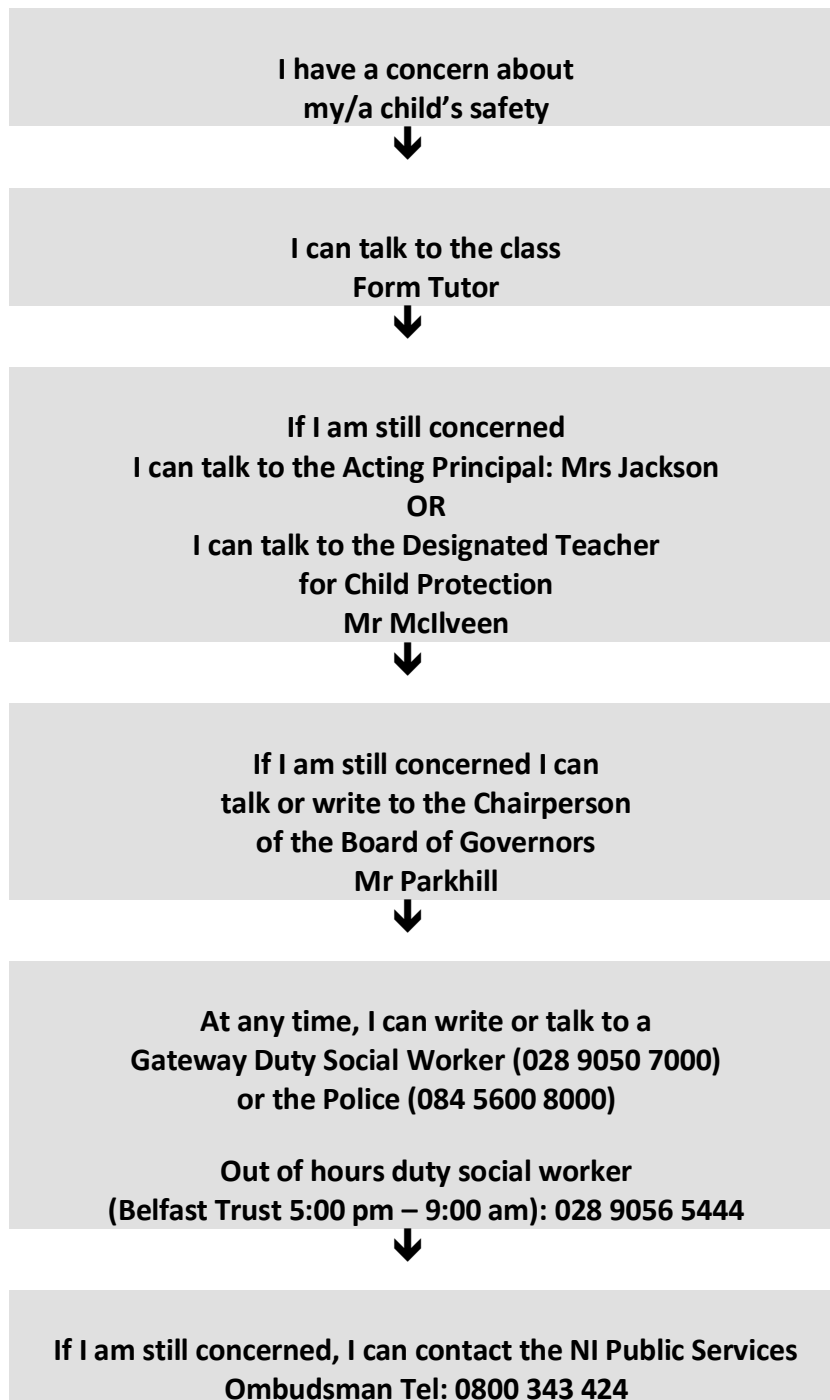 I have a concern about
my/a child's safety
I can talk to the class
Form Tutor
If I am still concerned
I can talk to the Acting Principal: Mrs Jackson
OR
I can talk to the Designated Teacher
for Child Protection
Mr McIlveen
If I am still concerned I can
talk or write to the Chairperson
of the Board of Governors
Mr Parkhill
At any time, I can write or talk to a
Gateway Duty Social Worker (028 9050 7000)
or the Police (084 5600 8000)
Out of hours duty social worker
(Belfast Trust 5:00 pm – 9:00 am): 028 9056 5444
If I am still concerned, I can contact the NI Public Services
Ombudsman Tel: 0800 343 424